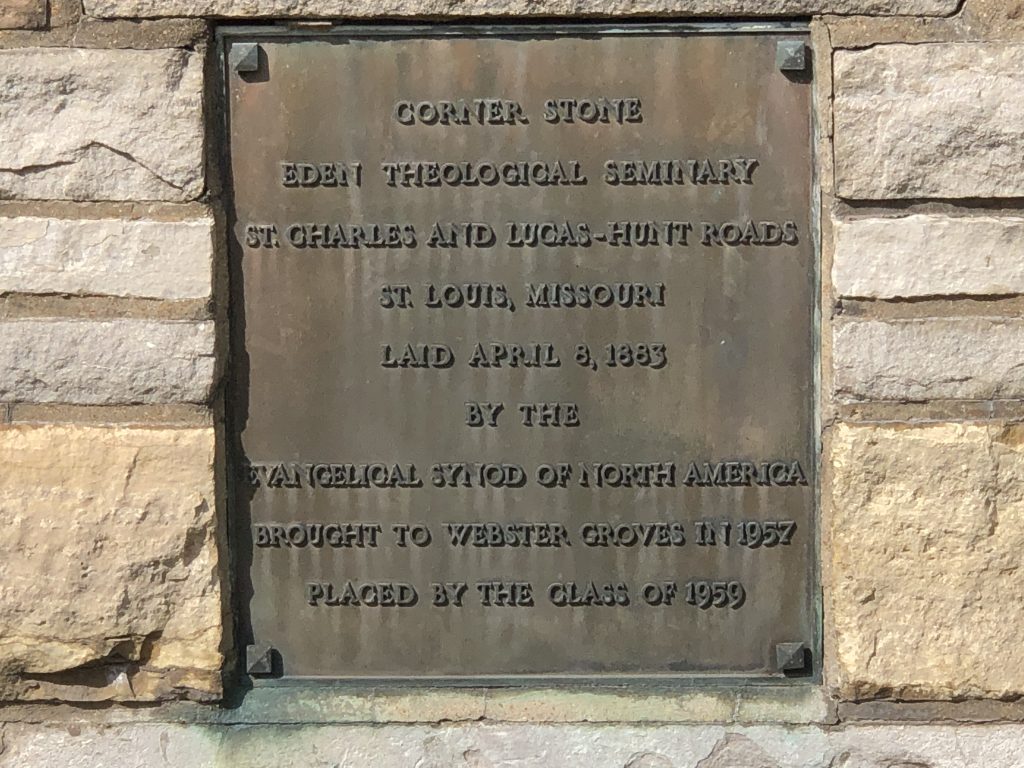 CORNER STONE
EDEN THEOLOGICAL SEMINARY
ST. CHARLES AND LUCAS-HUNT ROADS
ST. LOUIS, MISSOURI
LAID APRIL 8, 1883
BY THE
EVANGELICAL SYNOD OF NORTH AMERICA
BROUGHT TO WEBSTER GROVES IN 1957
PLACED BY THE CLASS OF 1959